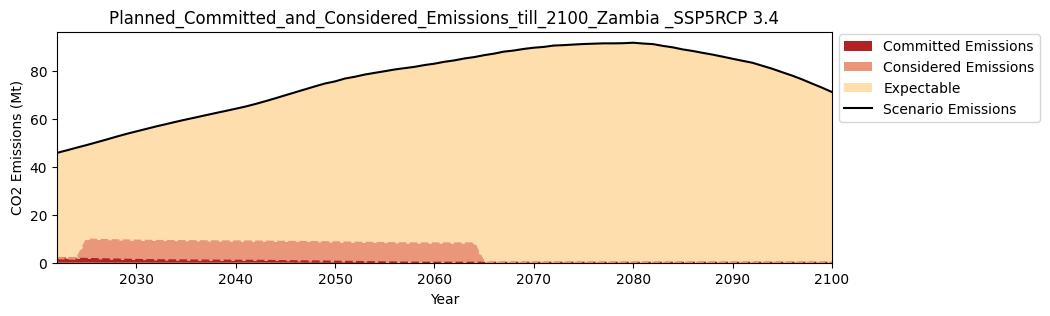 Planned_Committed_and_Considered_Emissions_till_2100_Zambia _SSP5RCP 3.4
Committed Emissions
Considered Emissions
Expectable
Scenario Emissions
CO2 Emissions (Mt)
80
60
40
20
0
2030 2040 2050 2060 2070 2080 2090 2100
Year